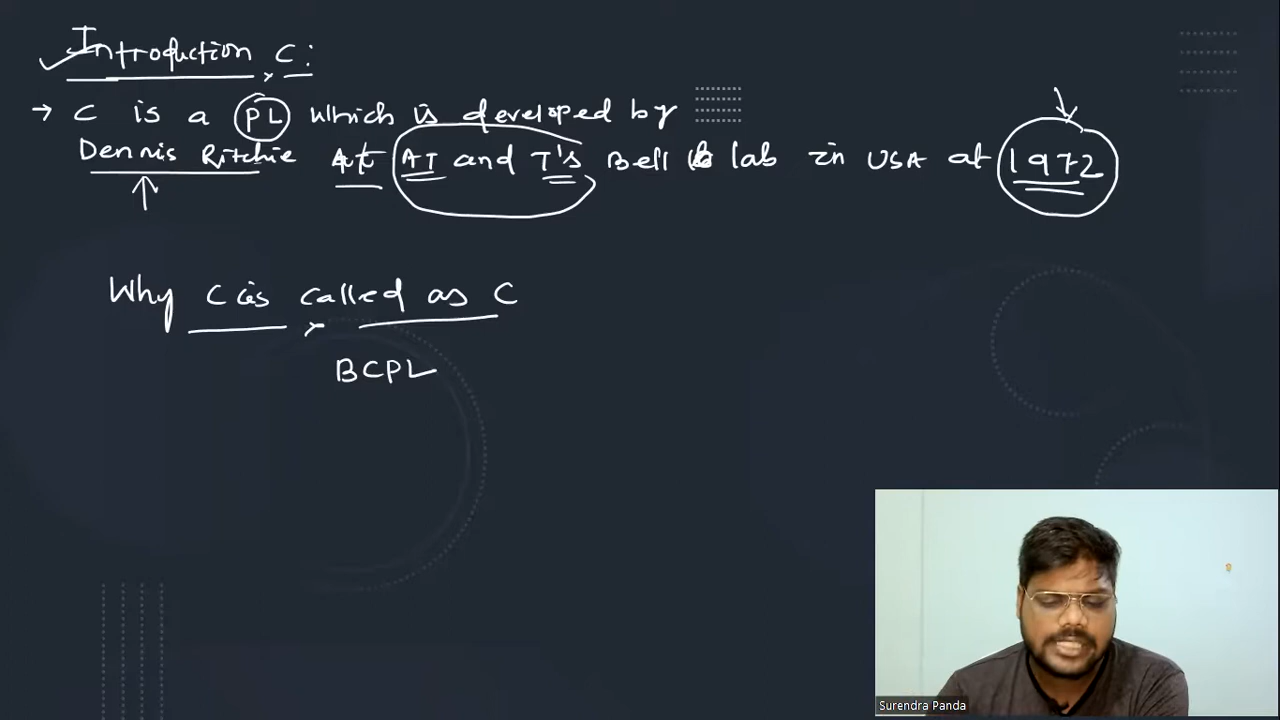 Introduction C:
→ C is a PL which is developed by
Dennis Ritchie At AT and T's Bell lab in USA at 1972
Why C is called as C
BCPL
Surendra Panda